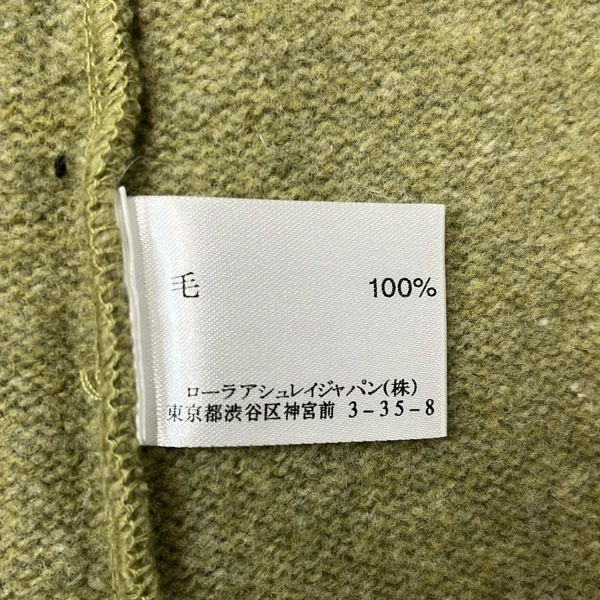 毛 100%
ローラアシュレイジャパン(株)
東京都渋谷区神宮前 3-35-8